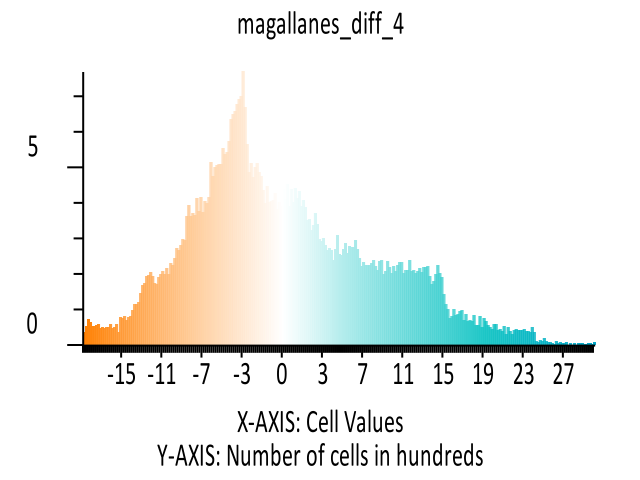 magallanes_diff_4
5
0
-15 -11 -7 -3 0 3 7 11 15 19 23 27
X-AXIS: Cell Values
Y-AXIS: Number of cells in hundreds